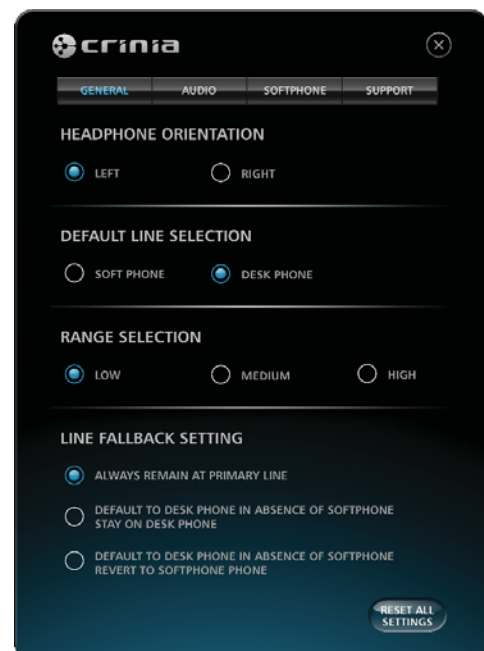 crinia
GENERAL AUDIO SOFTPHONE SUPPORT
HEADPHONE ORIENTATION
LEFT RIGHT
DEFAULT LINE SELECTION
SOFT PHONE DESK PHONE
RANGE SELECTION
LOW MEDIUM HIGH
LINE FALLBACK SETTING
ALWAYS REMAIN AT PRIMARY LINE
DEFAULT TO DESK PHONE IN ABSENCE OF SOFTPHONE
STAY ON DESK PHONE
DEFAULT TO DESK PHONE IN ABSENCE OF SOFTPHONE
REVERT TO SOFTPHONE PHONE
RESET ALL
SETTINGS